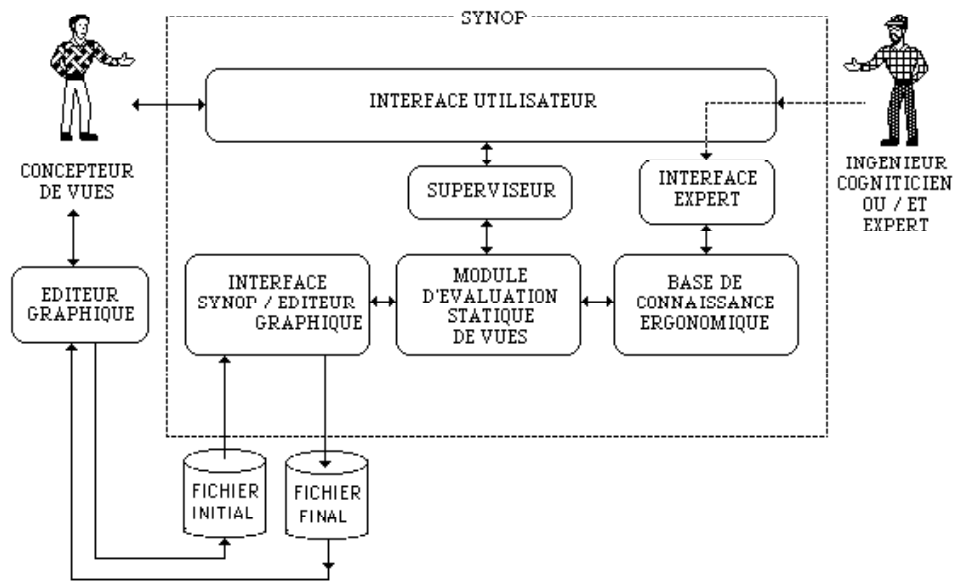 SYNOP
INTERFACE UTILISATEUR
CONCEPTEUR
DE VUES
SUPERVISEUR
INTERFACE
EXPERT
INGENIEUR
COGNITICIEN
OU / ET
EXPERT
EDITEUR
GRAPHIQUE
INTERFACE
SYNOP / EDITEUR
GRAPHIQUE
MODULE
D'EVALUATION
STATIQUE
DE VUES
BASE DE
CONNAISSANCE
ERGONOMIQUE
FICHIER
INITIAL
FICHIER
FINAL